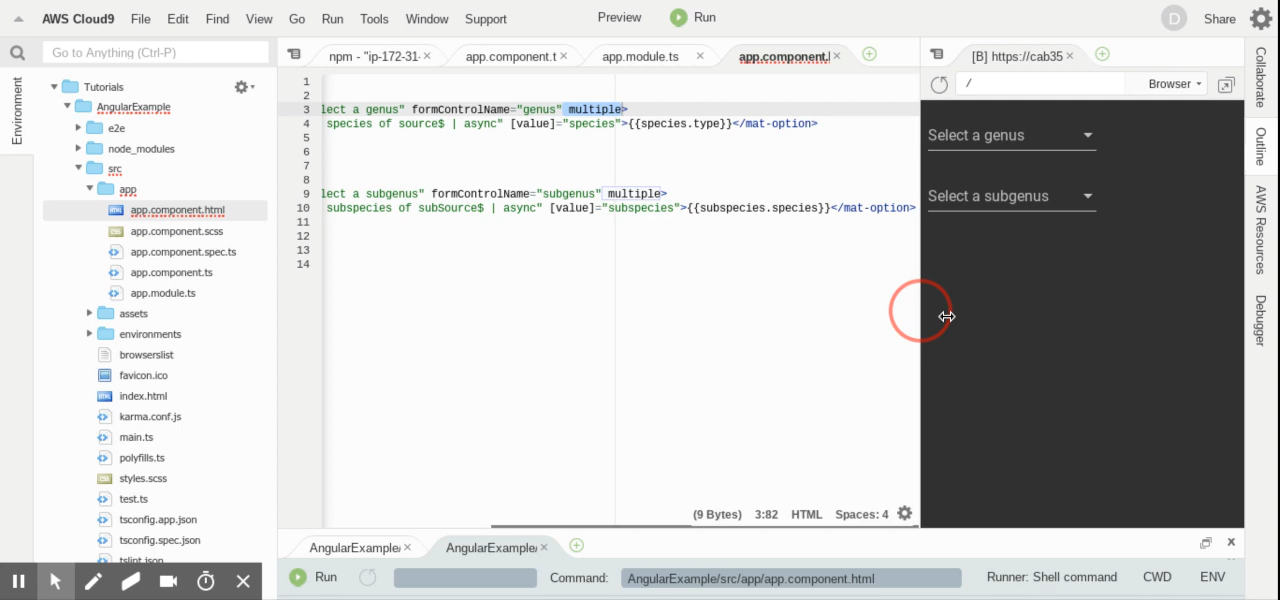 AWS Cloud9 File Edit Find View Go Run Tools Window Support Preview Run D Share
Go to Anything (Ctrl-P)
npm - "ip-172-31- app.component.t app.module.ts app.component.l [B] https://cab35
/ Browser
Environment
Tutorials
AngularExample
e2e
node_modules
src
app
app.component.html
app.component.scss
app.component.spec.ts
app.component.ts
app.module.ts
assets
environments
browserslist
favicon.ico
index.html
karma.conf.js
main.ts
polyfills.ts
styles.scss
test.ts
tsconfig.app.json
tsconfig.spec.json
tslint.json
1
2
3 lect a genus" formControlName="genus" multiple>
4 species of source$ | async" [value]="species">{{species.type}}</mat-option>
5
6
7
8
9 lect a subgenus" formControlName="subgenus" multiple>
10 subspecies of subSource$ | async" [value]="subspecies">{{subspecies.species}}</mat-option>
11
12
13
14
(9 Bytes) 3:82 HTML Spaces: 4
Select a genus
Select a subgenus
Collaborate
Outline
AWS Resources
Debugger
AngularExample/ AngularExample/
Run Command: AngularExample/src/app/app.component.html Runner: Shell command CWD ENV